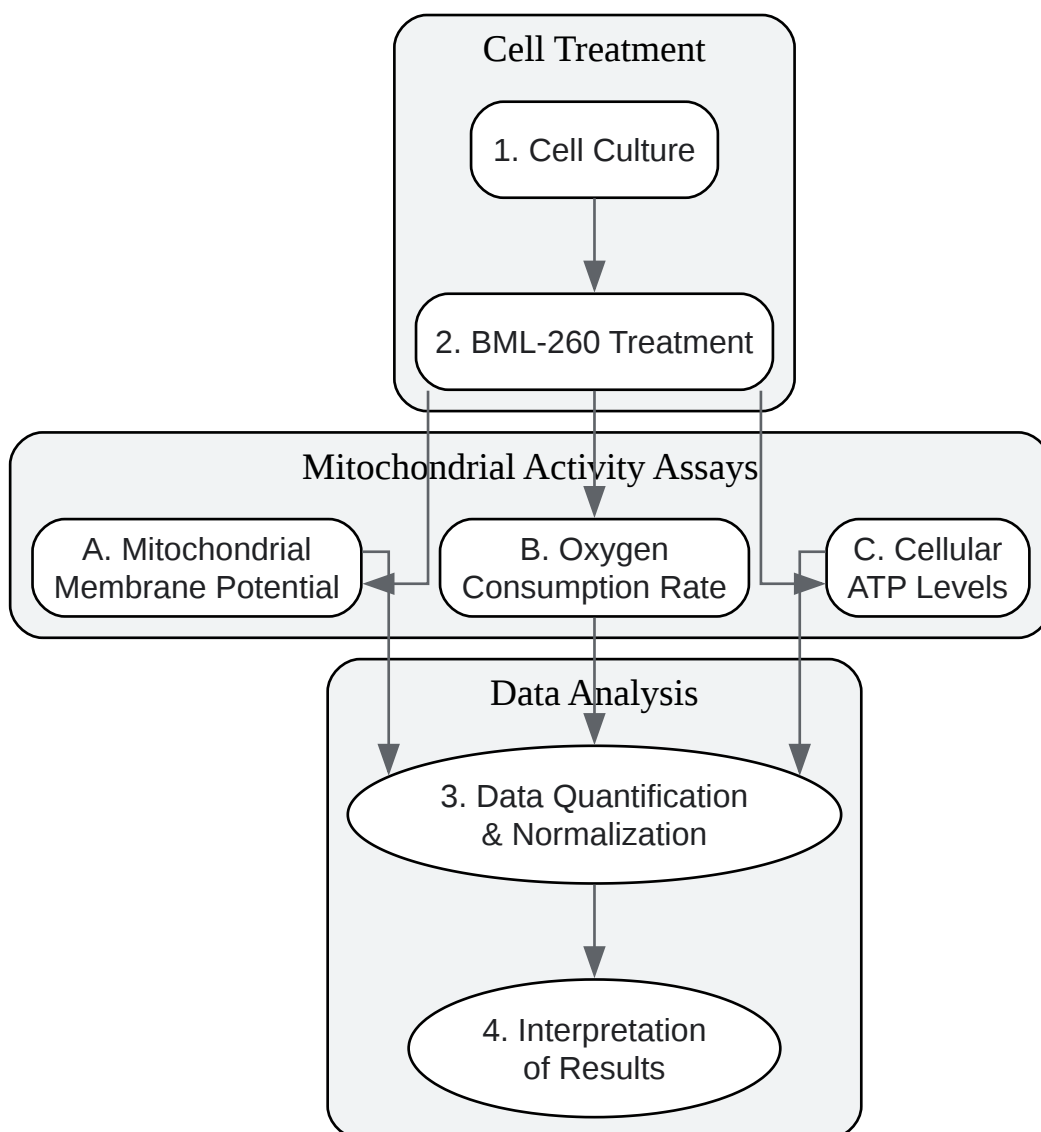 Cell Treatment
1. Cell Culture
2. BML-260 Treatment
Mitochondrial Activity Assays
A. Mitochondrial
Membrane Potential
B. Oxygen
Consumption Rate
C. Cellular
ATP Levels
Data Analysis
3. Data Quantification
& Normalization
4. Interpretation
of Results